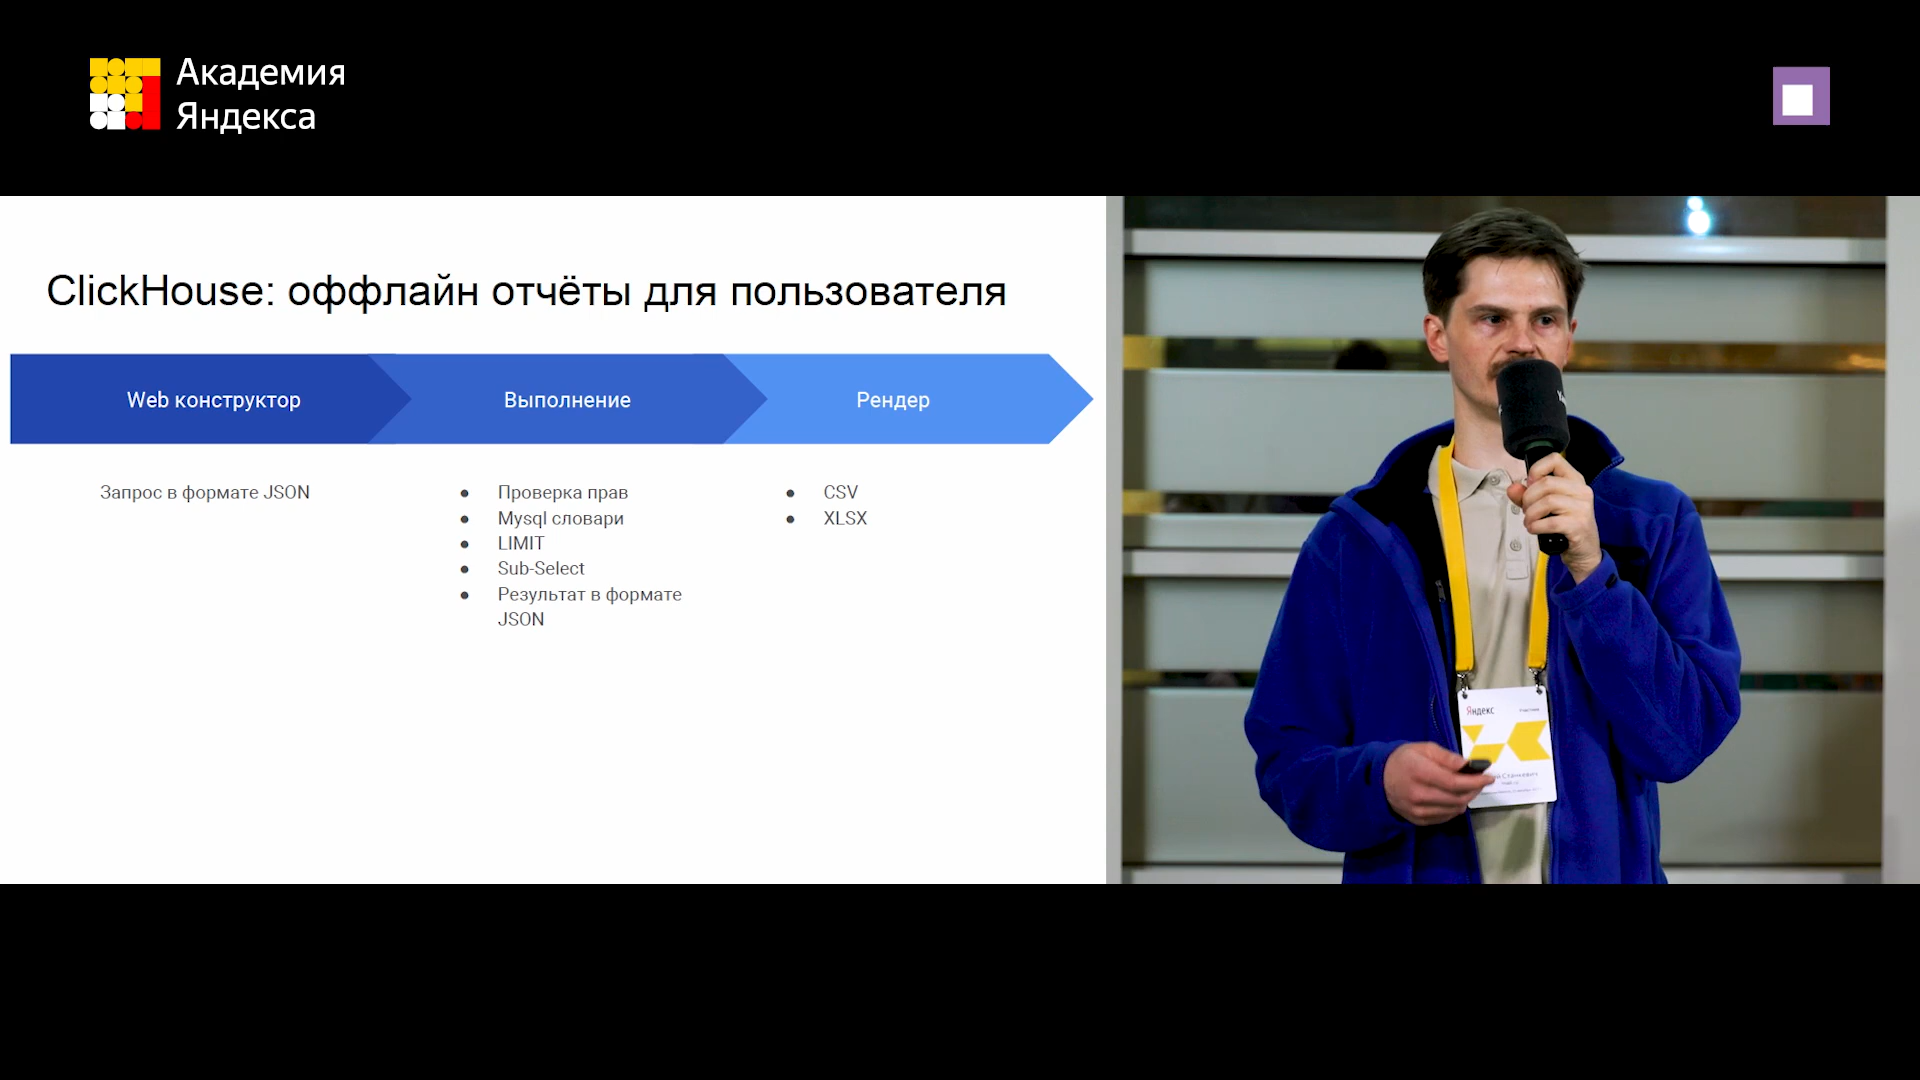 Академия
Яндекса
ClickHouse: оффлайн отчёты для пользователя
Web конструктор
Выполнение
Рендер
Запрос в формате JSON
Проверка прав
Mysql словари
LIMIT
Sub-Select
Результат в формате
JSON
CSV
XLSX
Яндекс
Станкевич